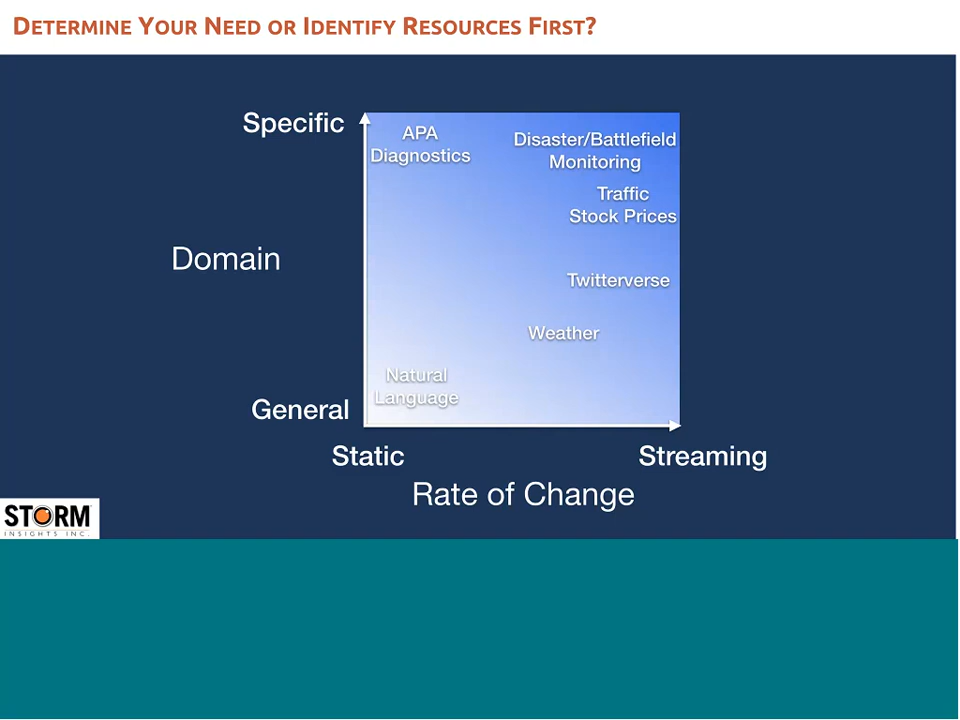 DETERMINE YOUR NEED OR IDENTIFY RESOURCES FIRST?
Specific
APA
Diagnostics
Disaster/Battlefield
Monitoring
Traffic
Stock Prices
Domain
Twitterverse
Weather
Natural
Language
General
Static
Streaming
Rate of Change
STORM
INSIGHTS INC.